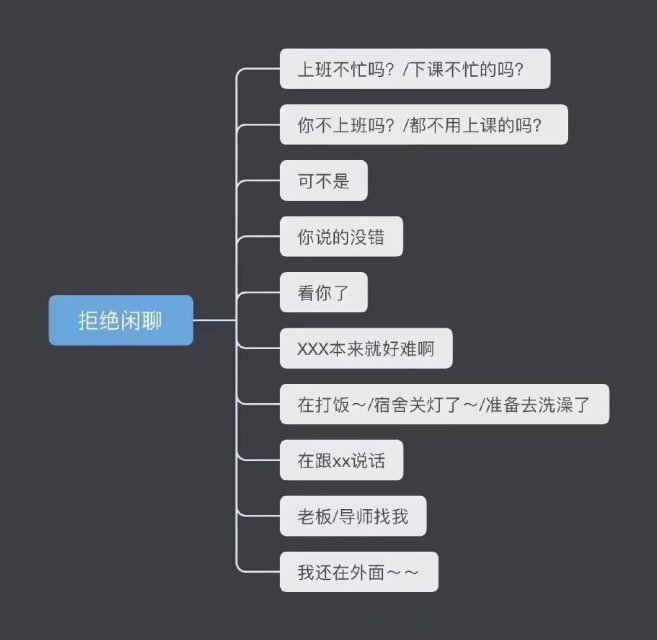 上班不忙吗？/下课不忙的吗？
你不上班吗？/都不用上课的吗？
可不是
你说的没错
看你了
拒绝闲聊
XXX本来就好难啊
在打饭～/宿舍关灯了～/准备去洗澡了
在跟xx说话
老板/导师找我
我还在外面～～